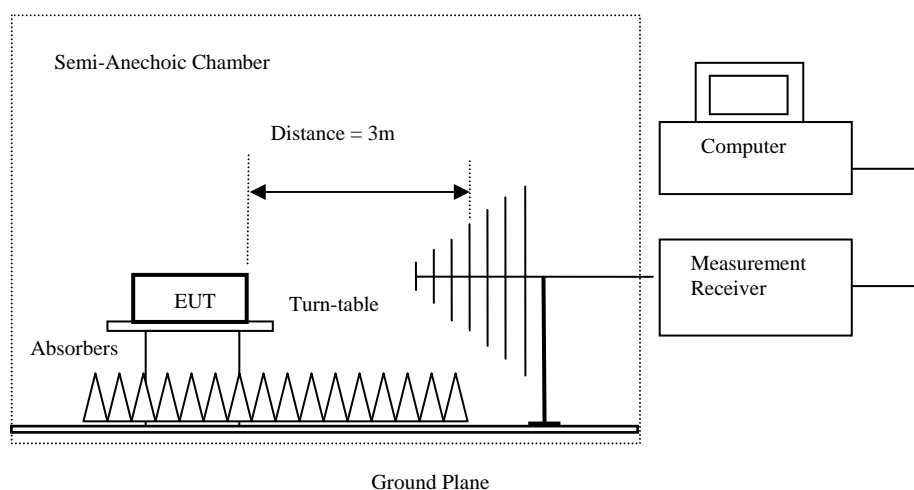 Semi-Anechoic Chamber
Distance = 3m
Computer
Measurement
Receiver
EUT
Turn-table
Absorbers
Ground Plane